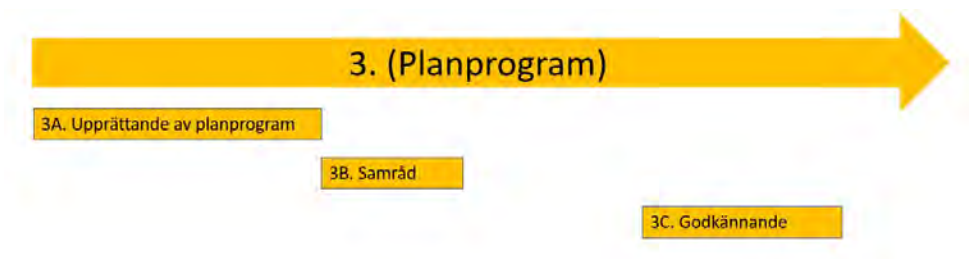 3. (Planprogram)
3A. Upprättande av planprogram
3B. Samråd
3C. Godkännande